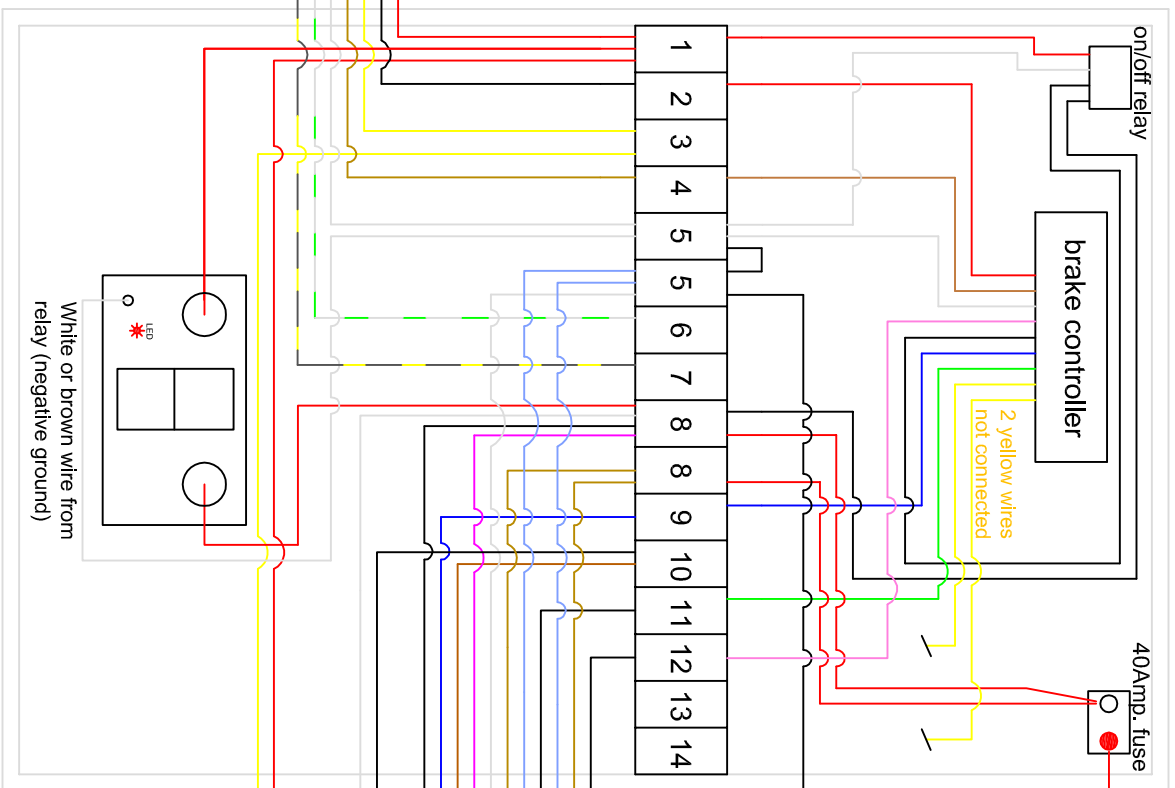 on/off relay
1
2
3
4
5
5
6
7
8
8
9
10
11
12
13
14
brake controller
2 yellow wires
not connected
40Amp. fuse
LED
White or brown wire from
relay (negative ground)